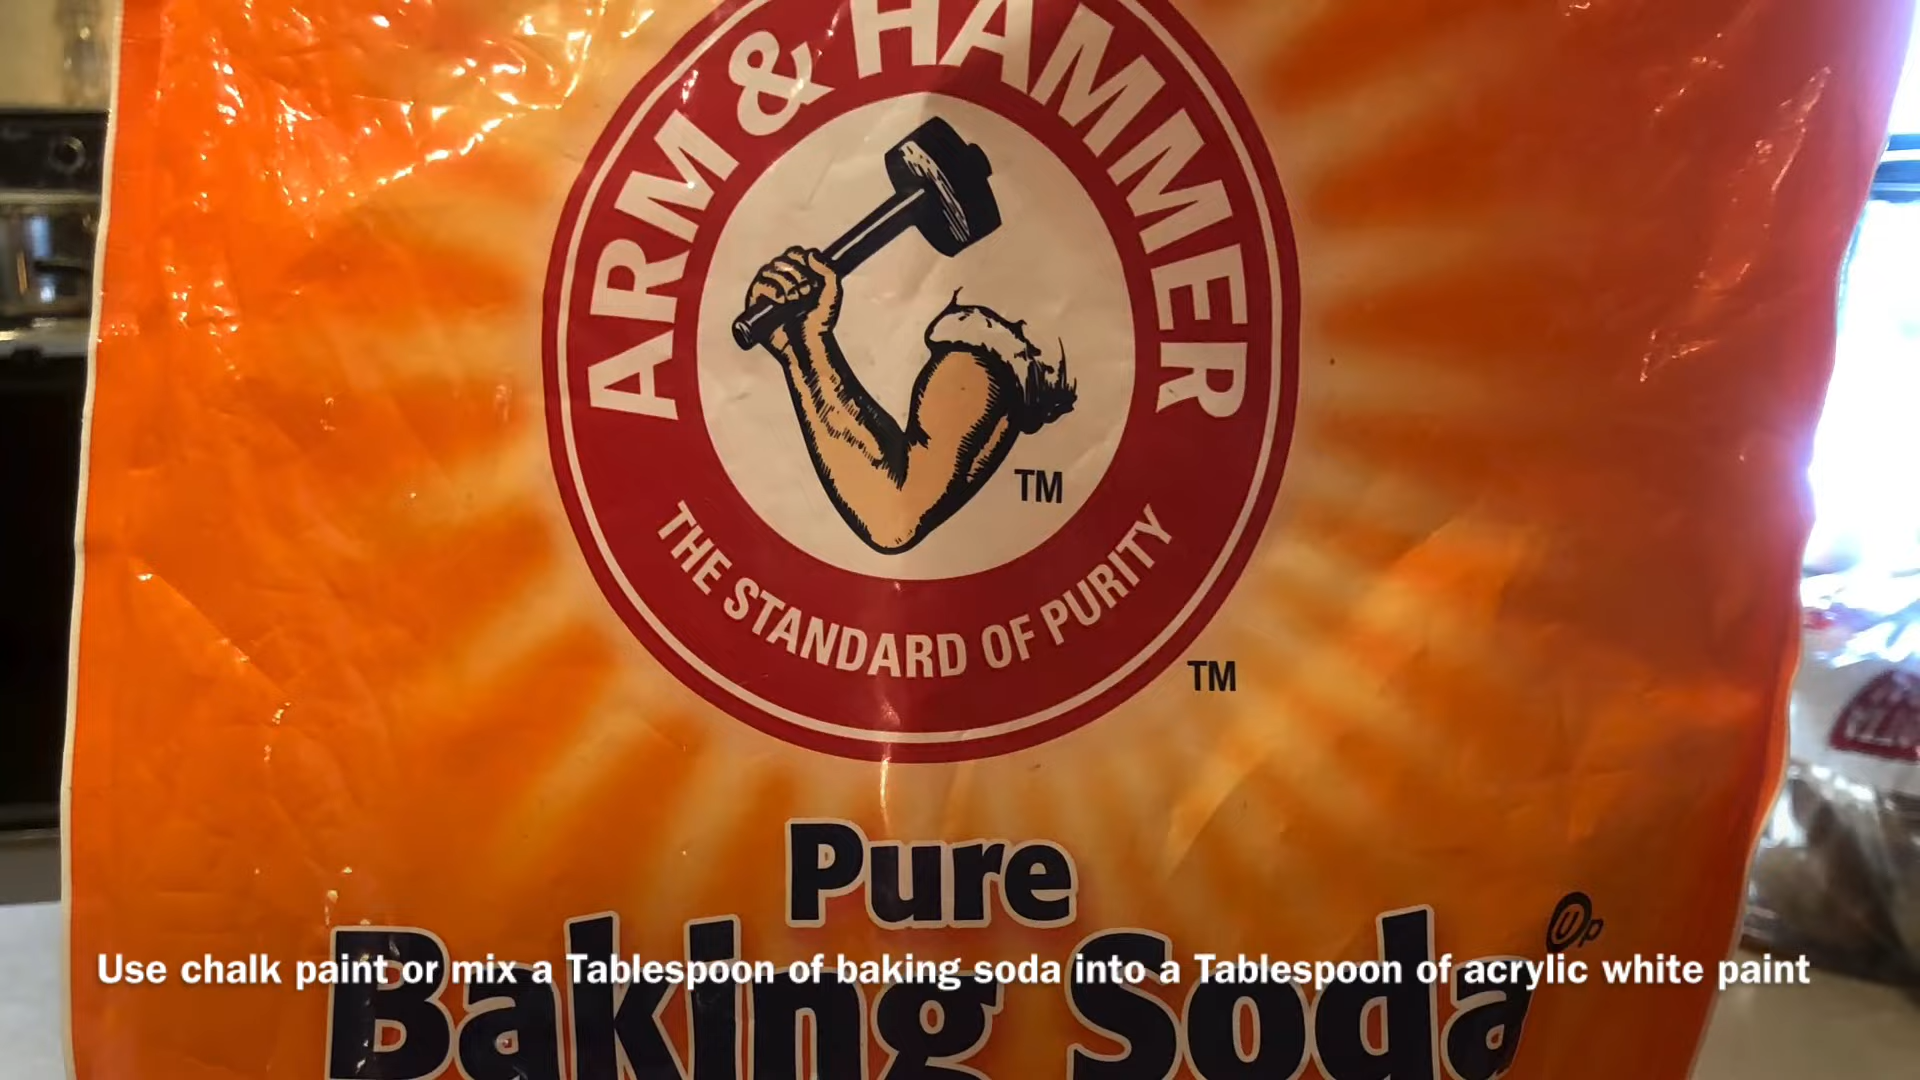 ARM & HAMMER
TM
THE STANDARD OF PURITY
TM
Pure
Baking Soda
Use chalk paint or mix a Tablespoon of baking soda into a Tablespoon of acrylic white paint